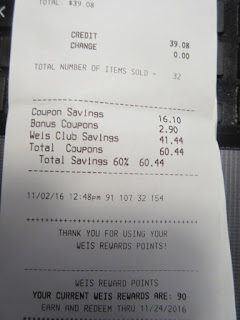 TOTAL $39.08
CREDIT 39.08
CHANGE 0.00
TOTAL NUMBER OF ITEMS SOLD = 32
Coupon Savings 16.10
Bonus Coupons 2.90
Weis Club Savings 41.44
Total Coupons 60.44
Total Savings 60% 60.44
11/02/16 12:48pm 91 107 32 154
++++++++++++++++++++++++++++++++++++++
THANK YOU FOR USING YOUR
WEIS REWARDS POINTS!
WEIS REWARD POINTS
YOUR CURRENT WEIS REWARDS ARE: 90
EARN AND REDEEM THRU 11/24/2016